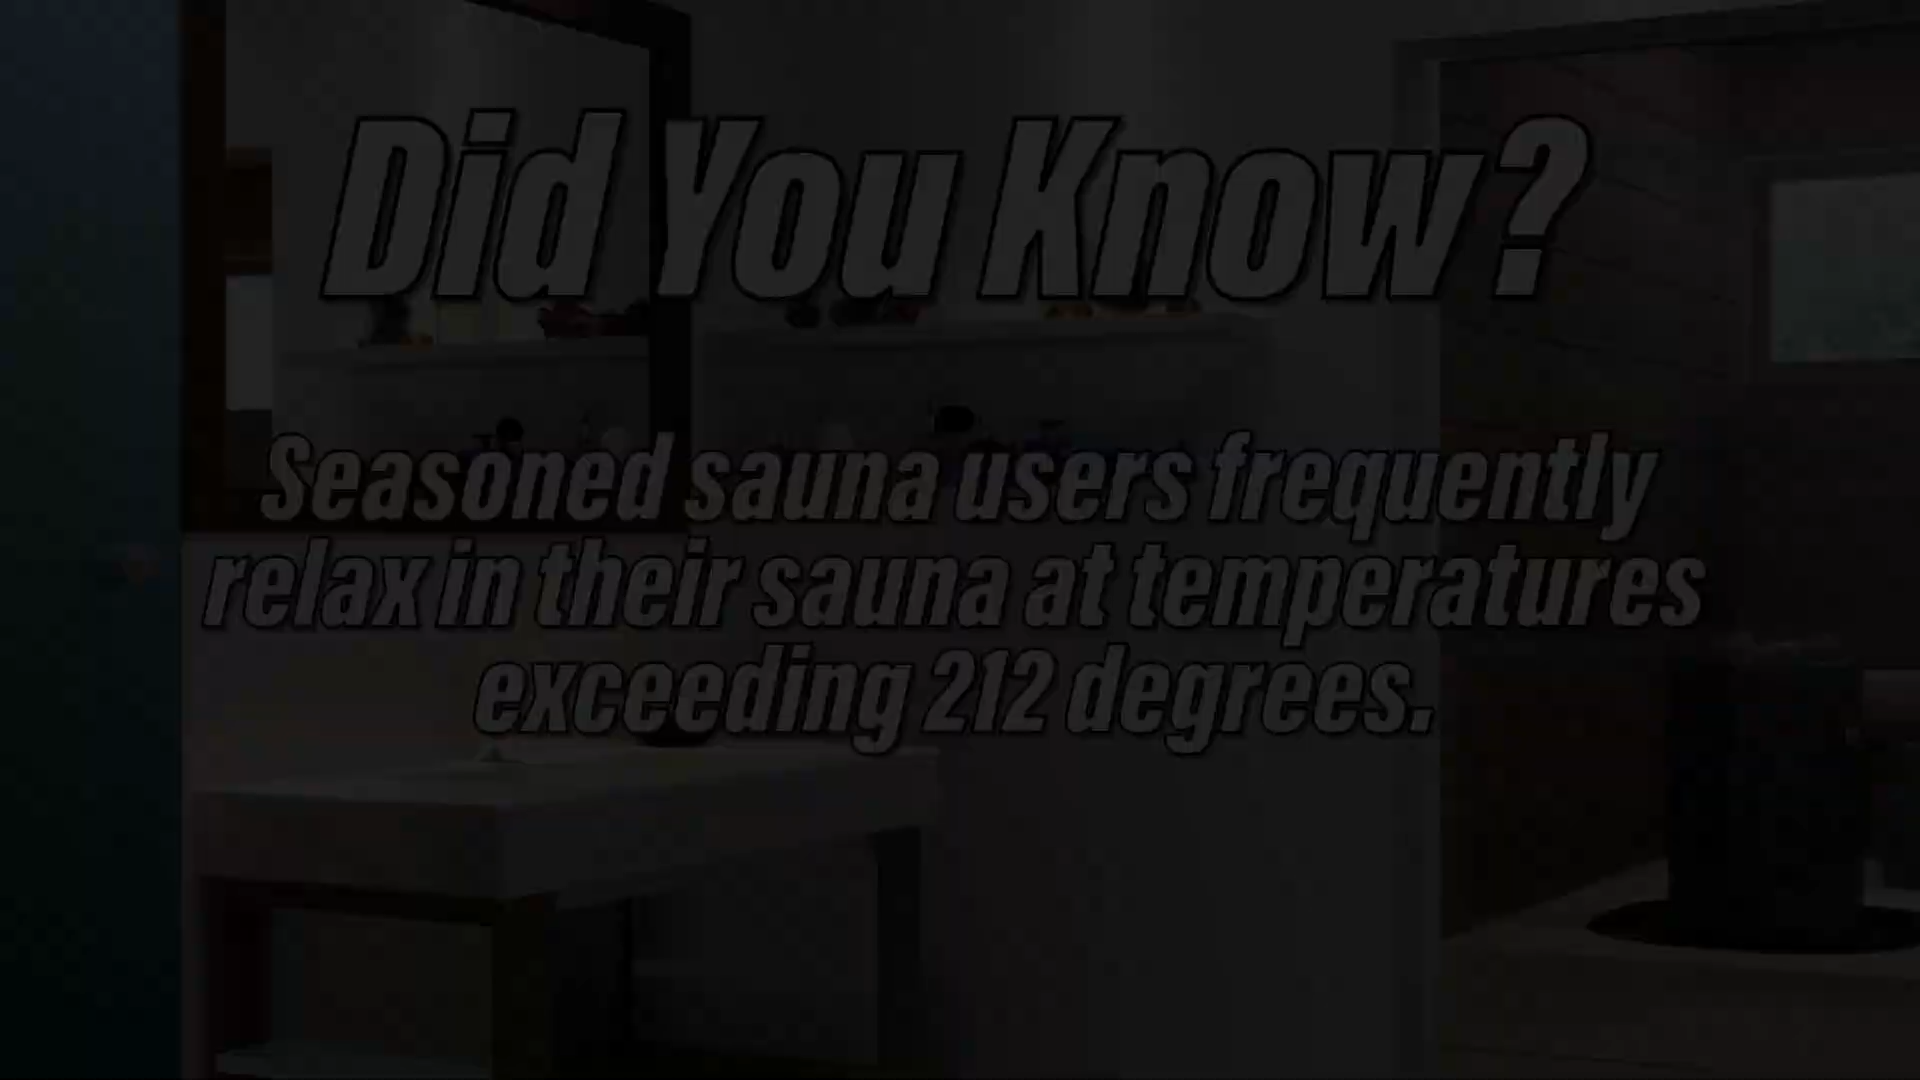 Did You Know?
Seasoned sauna users frequently
relax in their sauna at temperatures
exceeding 212 degrees.